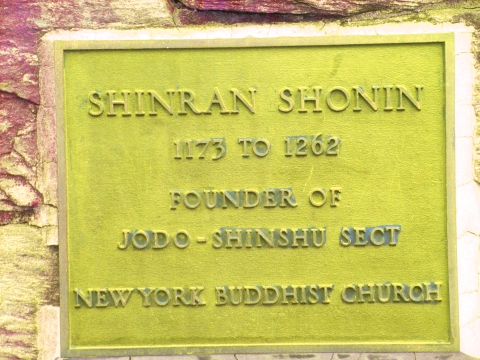 SHINRAN SHONIN
1173 TO 1262
FOUNDER OF
JODO-SHINSHU SECT
NEW YORK BUDDHIST CHURCH